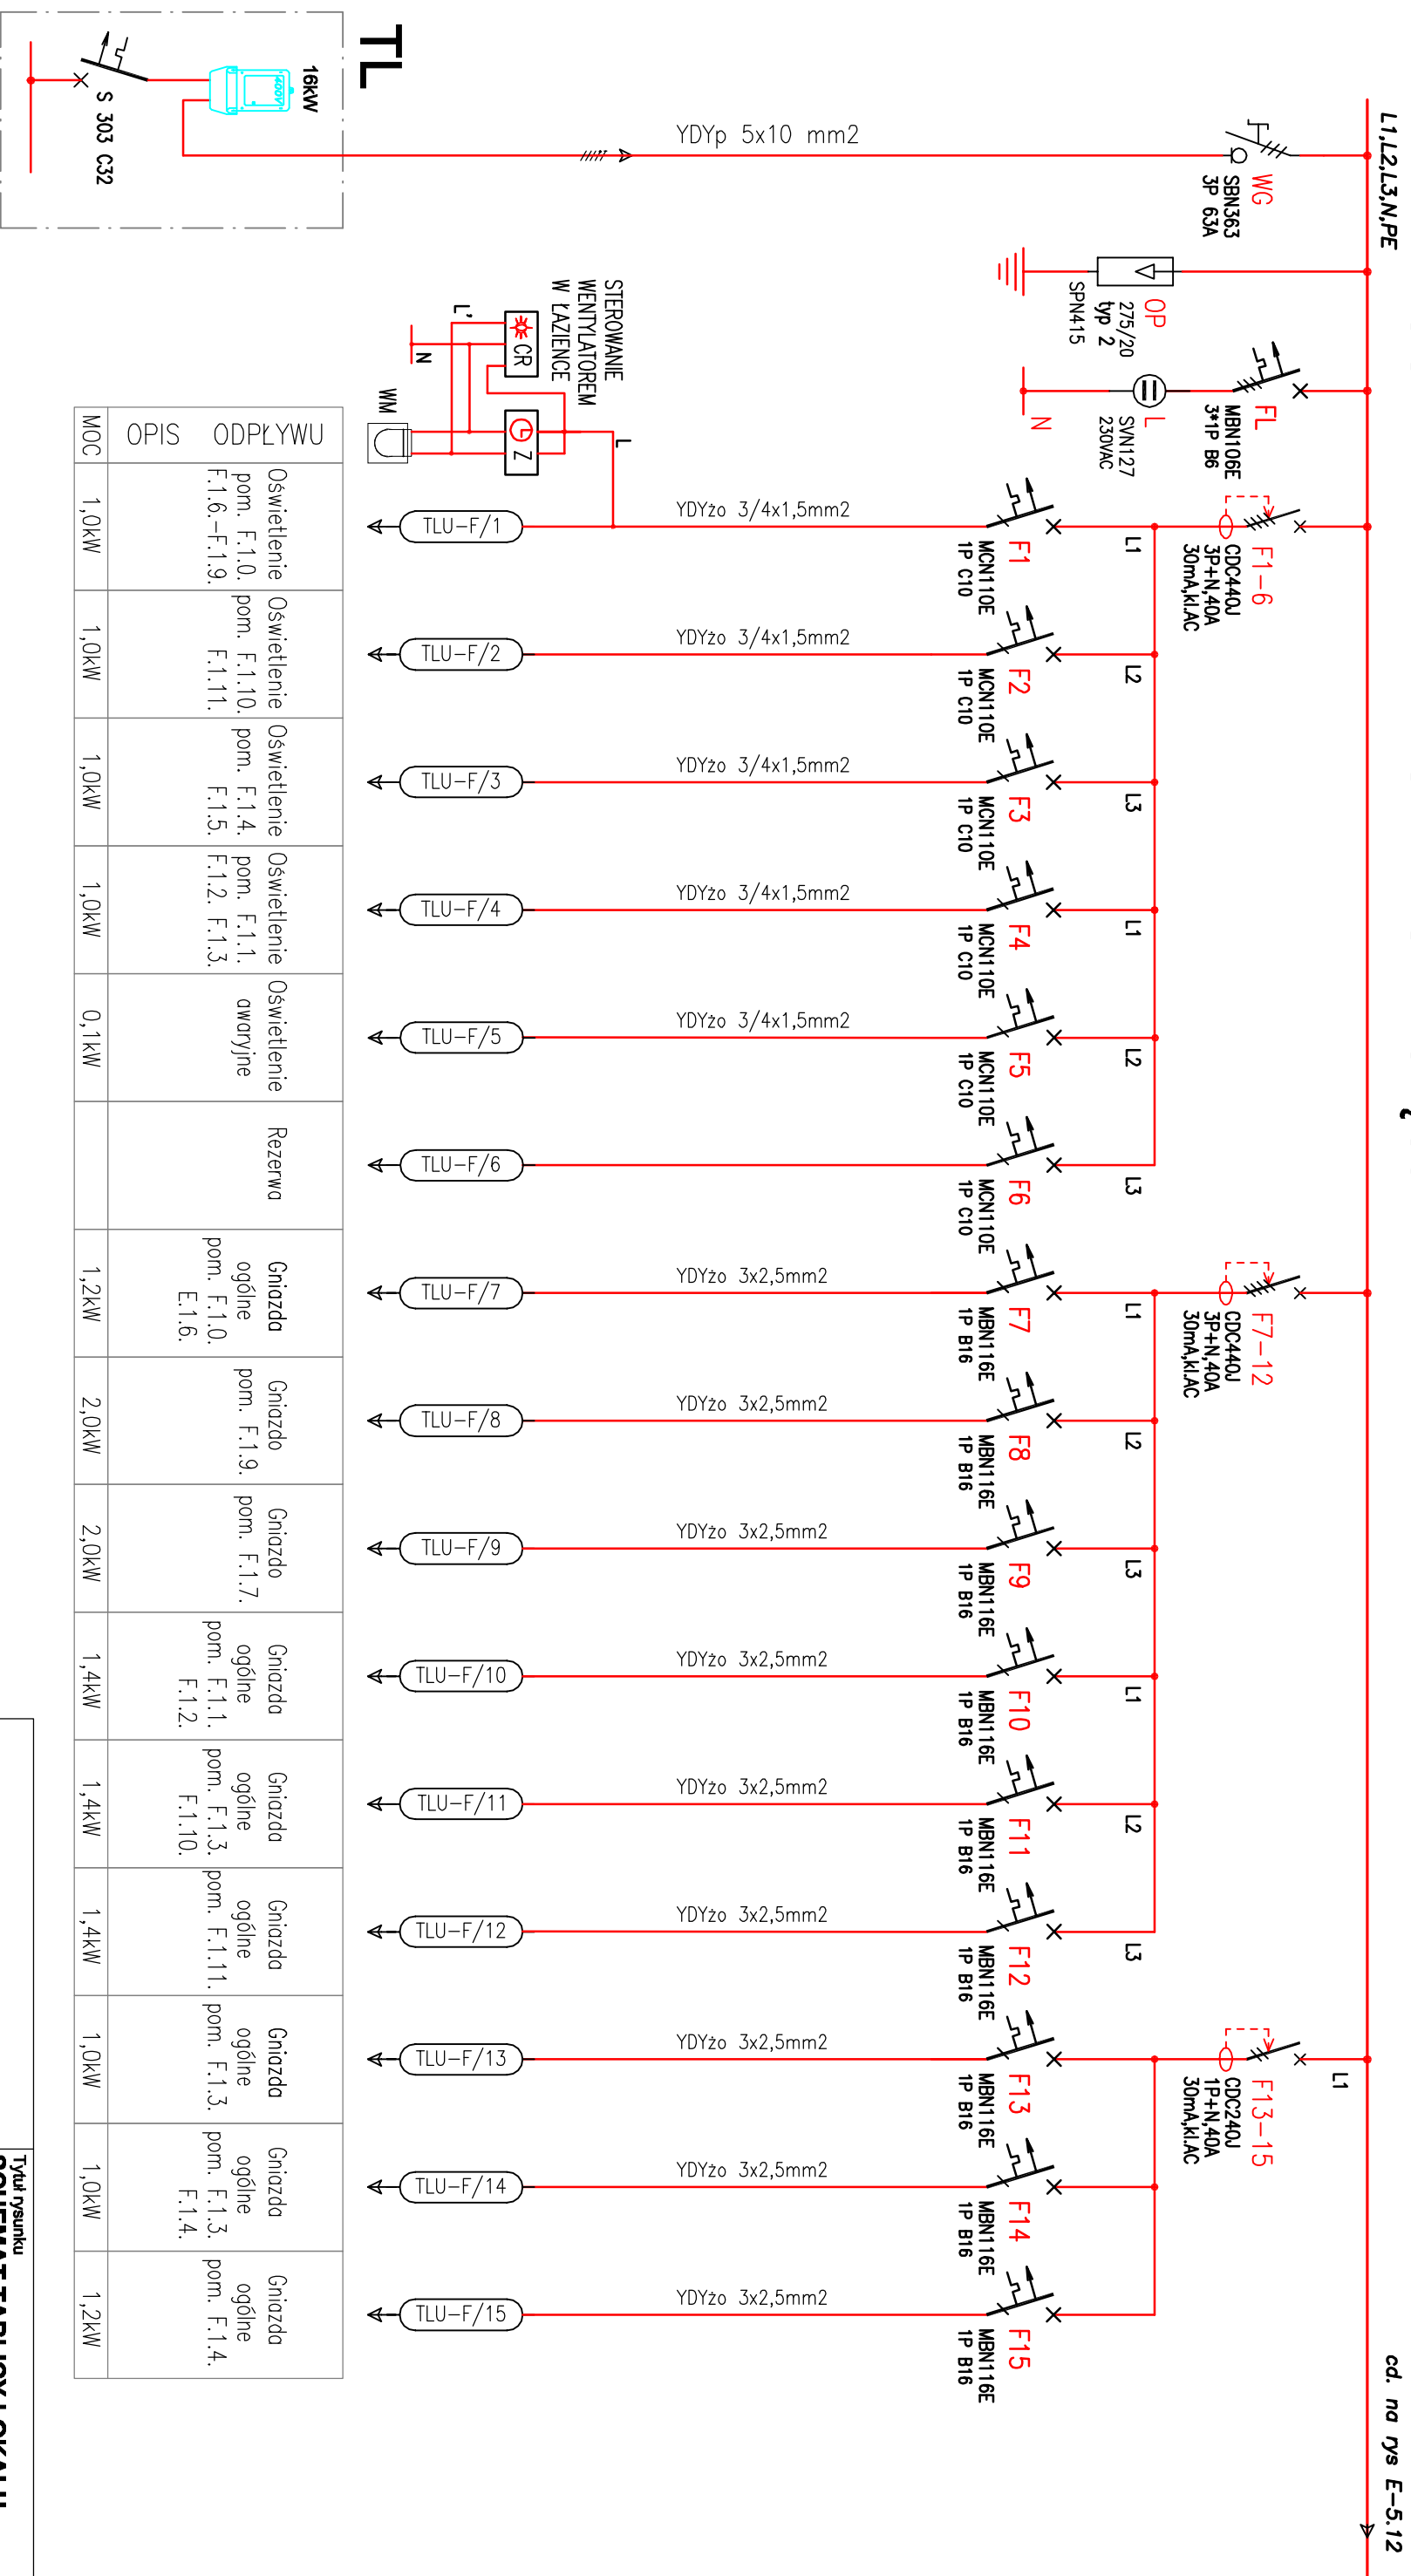 L1,L2,L3,N,PE
cd. na rys E-5.12
TL
16kW
400V
S 303 C32
YDYp 5x10 mm2
WG
SBN363
3P 63A
OP
275/20
typ 2
SPN415
FL
MBN106E
3*1P B6
L
SVN127
230VAC
N
STEROWANIE
WENTYLATOREM
W ŁAZIENCE
L
L'
N
CR
Z
WM
F1-6
CDC440J
3P+N,40A
30mA,kl.AC
F7-12
CDC440J
3P+N,40A
30mA,kl.AC
L1
F13-15
CDC240J
1P+N,40A
30mA,kl.AC
L1
L2
L3
L1
L2
L3
L1
L2
L3
L1
L2
L3
F1
MCN110E
1P C10
F2
MCN110E
1P C10
F3
MCN110E
1P C10
F4
MCN110E
1P C10
F5
MCN110E
1P C10
F6
MCN110E
1P C10
F7
MBN116E
1P B16
F8
MBN116E
1P B16
F9
MBN116E
1P B16
F10
MBN116E
1P B16
F11
MBN116E
1P B16
F12
MBN116E
1P B16
F13
MBN116E
1P B16
F14
MBN116E
1P B16
F15
MBN116E
1P B16
YDYżo 3/4x1,5mm2
YDYżo 3/4x1,5mm2
YDYżo 3/4x1,5mm2
YDYżo 3/4x1,5mm2
YDYżo 3/4x1,5mm2
YDYżo 3x2,5mm2
YDYżo 3x2,5mm2
YDYżo 3x2,5mm2
YDYżo 3x2,5mm2
YDYżo 3x2,5mm2
YDYżo 3x2,5mm2
YDYżo 3x2,5mm2
YDYżo 3x2,5mm2
YDYżo 3x2,5mm2
TLU-F/1
TLU-F/2
TLU-F/3
TLU-F/4
TLU-F/5
TLU-F/6
TLU-F/7
TLU-F/8
TLU-F/9
TLU-F/10
TLU-F/11
TLU-F/12
TLU-F/13
TLU-F/14
TLU-F/15
ODPŁYWU
OPIS
Oświetlenie
pom. F.1.0.
F.1.6.-F.1.9.
Oświetlenie
pom. F.1.10.
F.1.11.
Oświetlenie
pom. F.1.4.
F.1.5.
Oświetlenie
pom. F.1.1.
F.1.2. F.1.3.
Oświetlenie
awaryjne
Rezerwa
Gniazda
ogólne
pom. F.1.0.
E.1.6.
Gniazdo
pom. F.1.9.
Gniazdo
pom. F.1.7.
Gniazda
ogólne
pom. F.1.1.
F.1.2.
Gniazda
ogólne
pom. F.1.3.
F.1.10.
Gniazda
ogólne
pom. F.1.11.
Gniazda
ogólne
pom. F.1.3.
Gniazda
ogólne
pom. F.1.3.
F.1.4.
Gniazda
ogólne
pom. F.1.4.
MOC
1,0kW
1,0kW
1,0kW
1,0kW
0,1kW
1,2kW
2,0kW
2,0kW
1,4kW
1,4kW
1,4kW
1,0kW
1,0kW
1,2kW
Tytuł rysunku
SCHEMAT TABLICY LOKALU